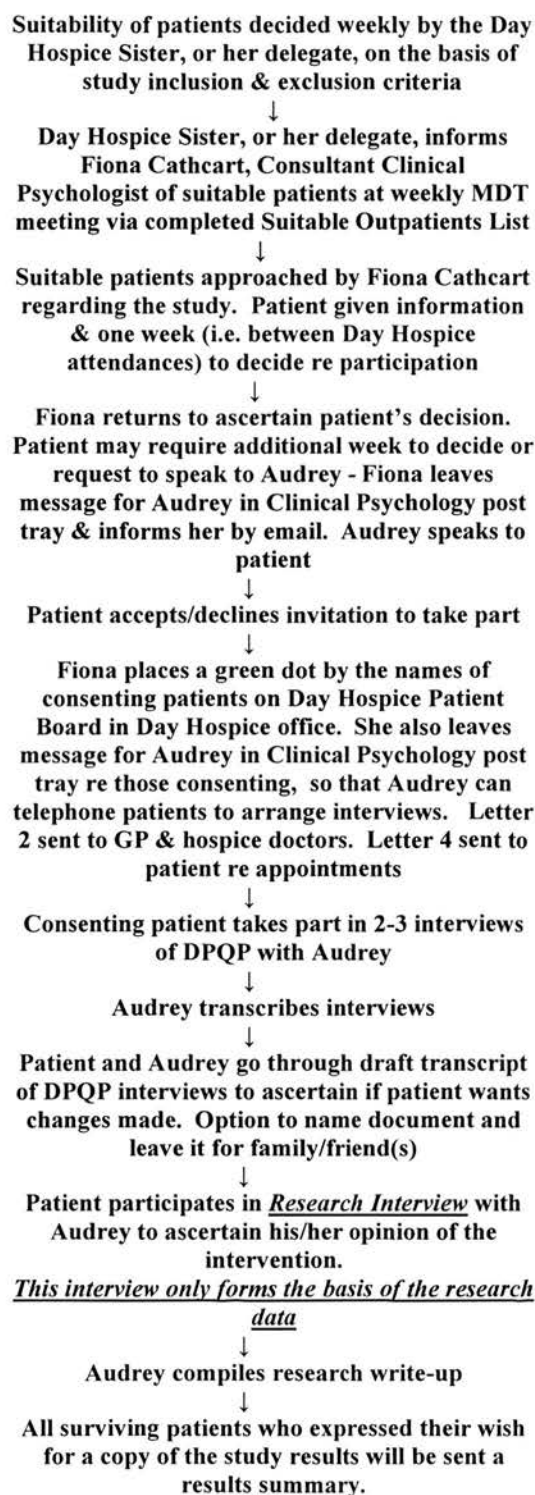 Suitability of patients decided weekly by the Day
Hospice Sister, or her delegate, on the basis of
study inclusion & exclusion criteria
↓
Day Hospice Sister, or her delegate, informs
Fiona Cathcart, Consultant Clinical
Psychologist of suitable patients at weekly MDT
meeting via completed Suitable Outpatients List
↓
Suitable patients approached by Fiona Cathcart
regarding the study. Patient given information
& one week (i.e. between Day Hospice
attendances) to decide re participation
↓
Fiona returns to ascertain patient's decision.
Patient may require additional week to decide or
request to speak to Audrey - Fiona leaves
message for Audrey in Clinical Psychology post
tray & informs her by email. Audrey speaks to
patient
↓
Patient accepts/declines invitation to take part
↓
Fiona places a green dot by the names of
consenting patients on Day Hospice Patient
Board in Day Hospice office. She also leaves
message for Audrey in Clinical Psychology post
tray re those consenting, so that Audrey can
telephone patients to arrange interviews. Letter
2 sent to GP & hospice doctors. Letter 4 sent to
patient re appointments
↓
Consenting patient takes part in 2-3 interviews
of DPQP with Audrey
↓
Audrey transcribes interviews
↓
Patient and Audrey go through draft transcript
of DPQP interviews to ascertain if patient wants
changes made. Option to name document and
leave it for family/friend(s)
↓
Patient participates in Research Interview with
Audrey to ascertain his/her opinion of the
intervention.
This interview only forms the basis of the research
data
↓
Audrey compiles research write-up
↓
All surviving patients who expressed their wish
for a copy of the study results will be sent a
results summary.